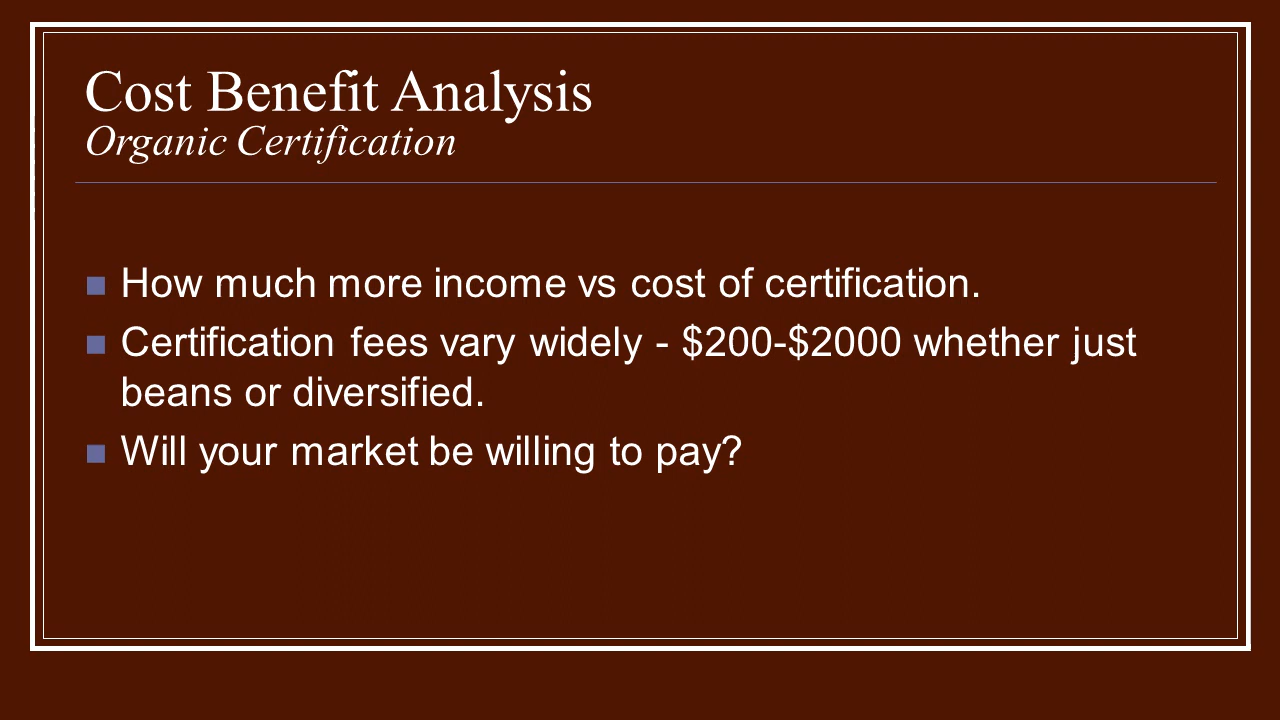 Cost Benefit Analysis
Organic Certification
How much more income vs cost of certification.
Certification fees vary widely - $200-$2000 whether just
beans or diversified.
Will your market be willing to pay?